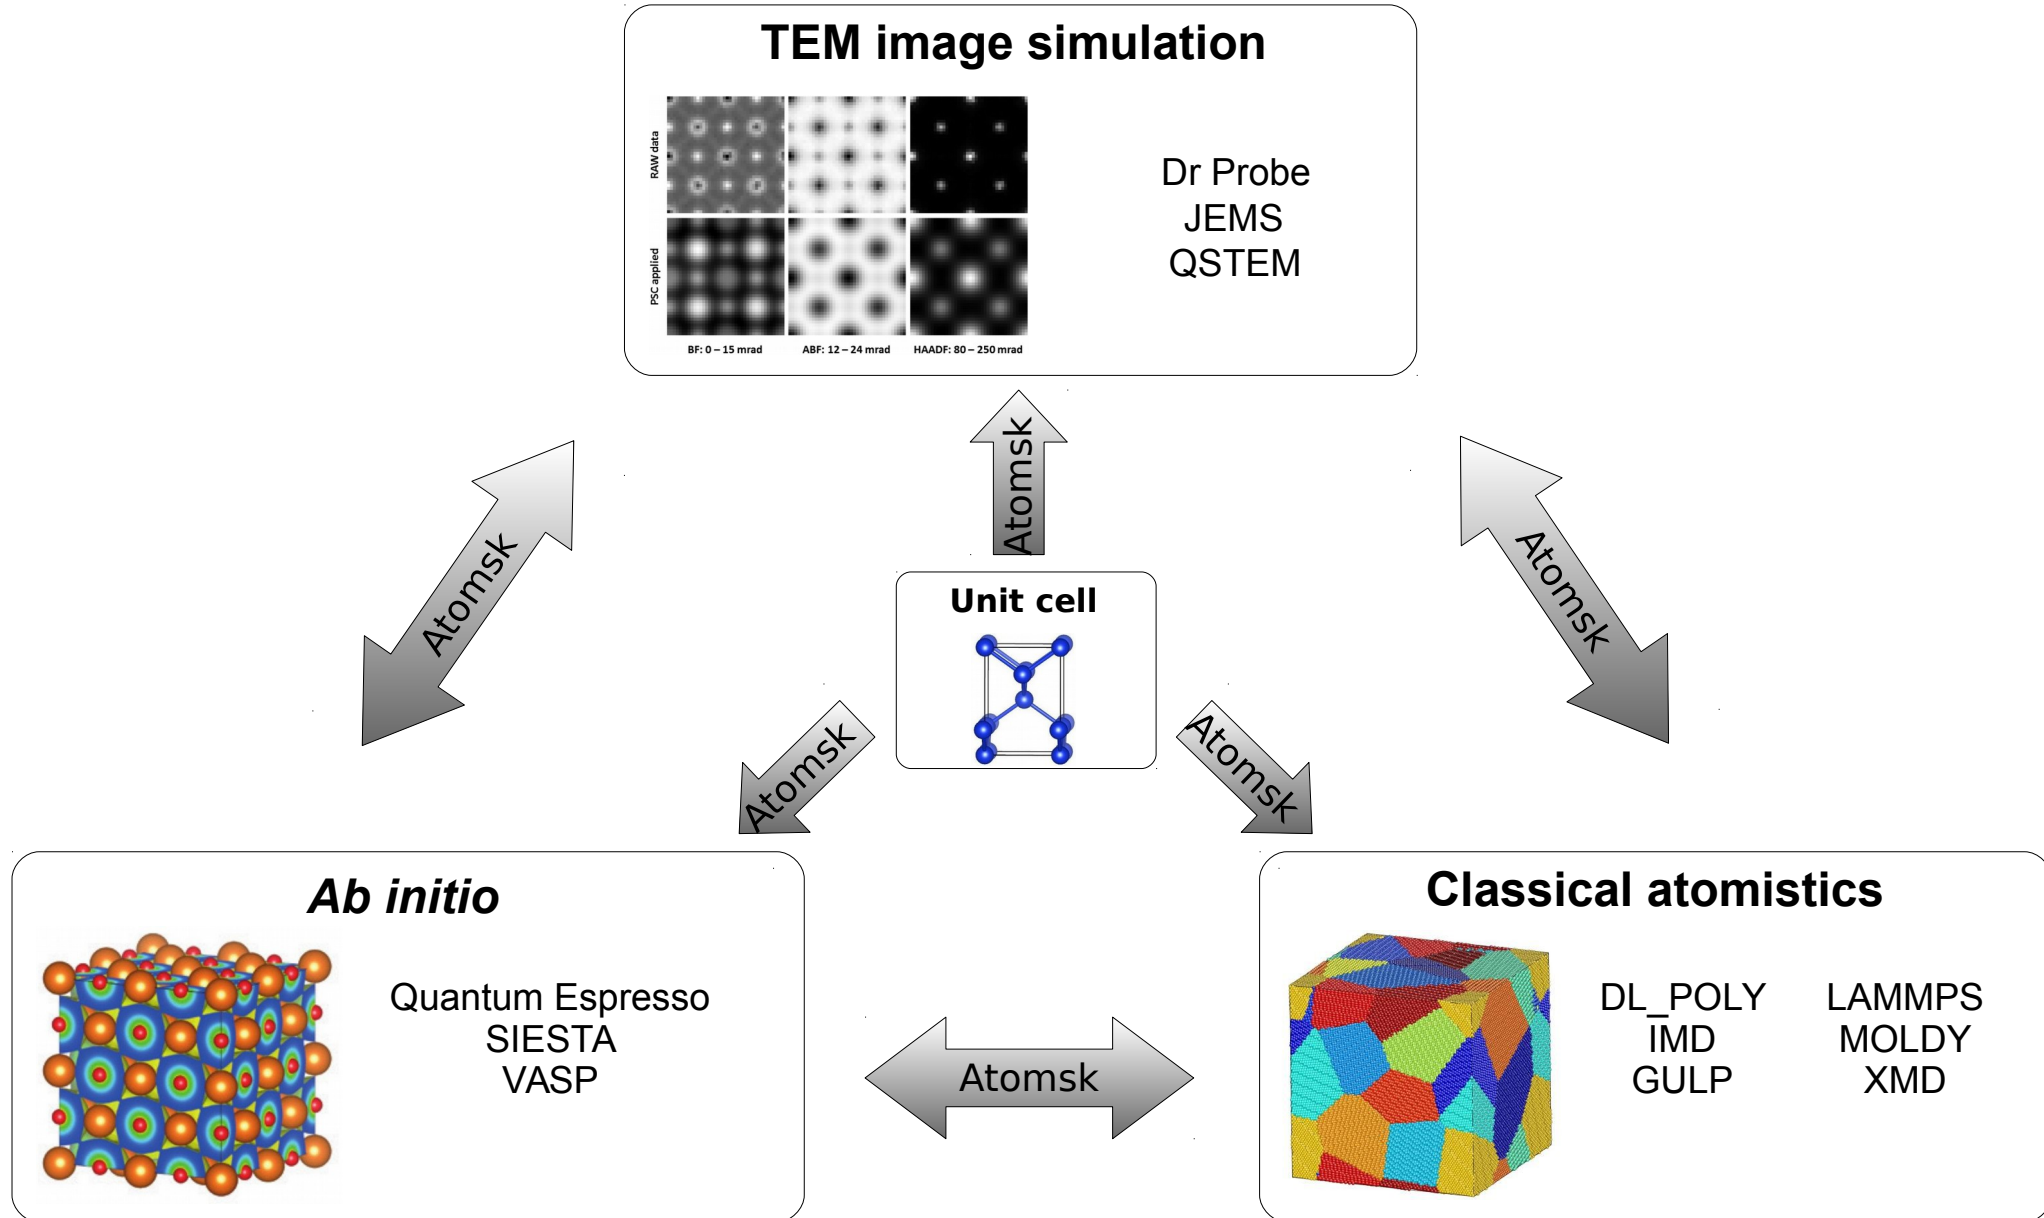 TEM image simulation
RAW data
PSC applied
BF: 0 – 15 mrad
ABF: 12 – 24 mrad
HAADF: 80 – 250 mrad
Dr Probe
JEMS
QSTEM
Atomsk
Atomsk
Atomsk
Unit cell
Atomsk
Atomsk
Ab initio
Quantum Espresso
SIESTA
VASP
Atomsk
Classical atomistics
DL_POLY
IMD
GULP
LAMMPS
MOLDY
XMD